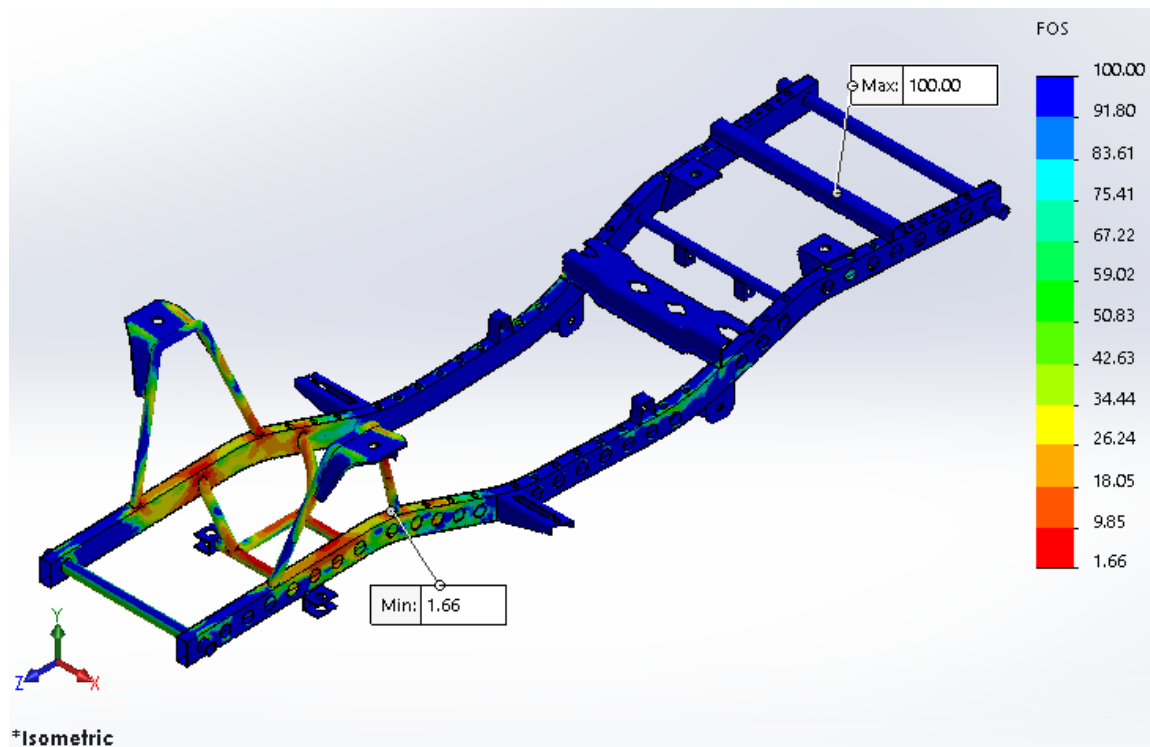 FOS
100.00
91.80
83.61
75.41
67.22
59.02
50.83
42.63
34.44
26.24
18.05
9.85
1.66
Max: 100.00
Min: 1.66
Y
Z
X
*Isometric